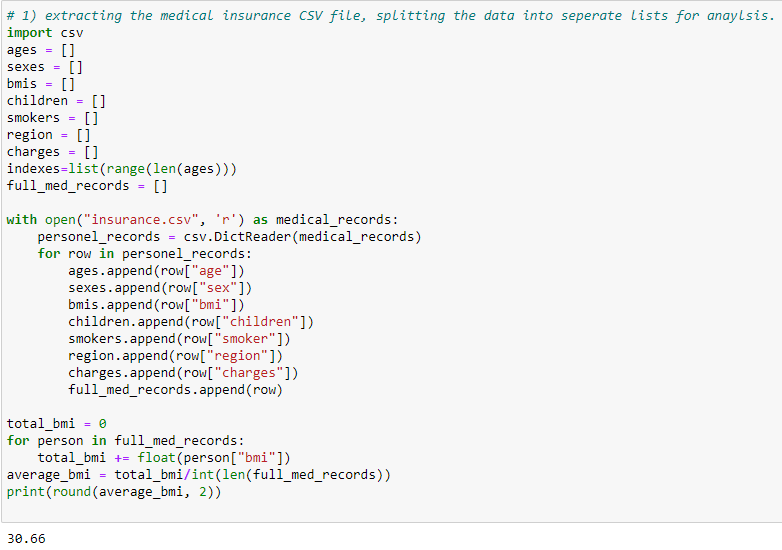 # 1) extracting the medical insurance CSV file, splitting the data into seperate lists for anaylsis.
import csv
ages = []
sexes = []
bmis = []
children = []
smokers = []
region = []
charges = []
indexes=list(range(len(ages)))
full_med_records = []

with open("insurance.csv", 'r') as medical_records:
    personel_records = csv.DictReader(medical_records)
    for row in personel_records:
        ages.append(row["age"])
        sexes.append(row["sex"])
        bmis.append(row["bmi"])
        children.append(row["children"])
        smokers.append(row["smoker"])
        region.append(row["region"])
        charges.append(row["charges"])
        full_med_records.append(row)

total_bmi = 0
for person in full_med_records:
    total_bmi += float(person["bmi"])
average_bmi = total_bmi/int(len(full_med_records))
print(round(average_bmi, 2))

30.66